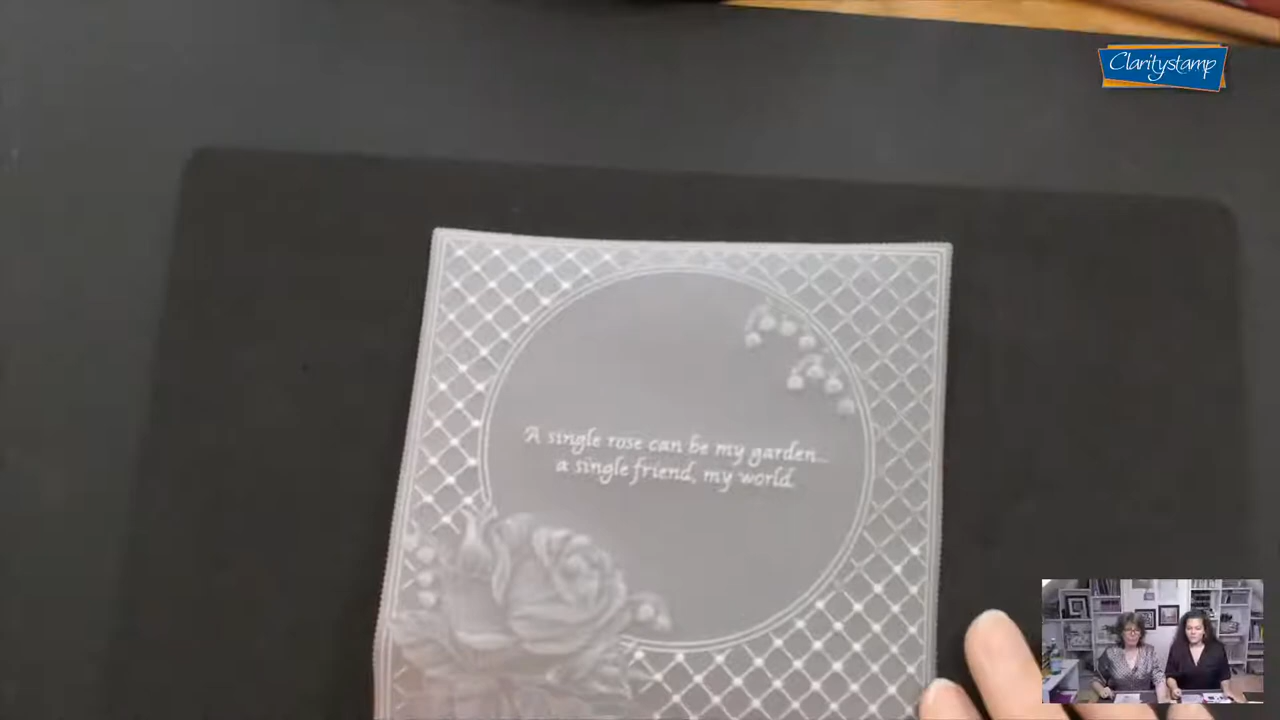 Claritystamp
A single rose can be my garden...
a single friend, my world.